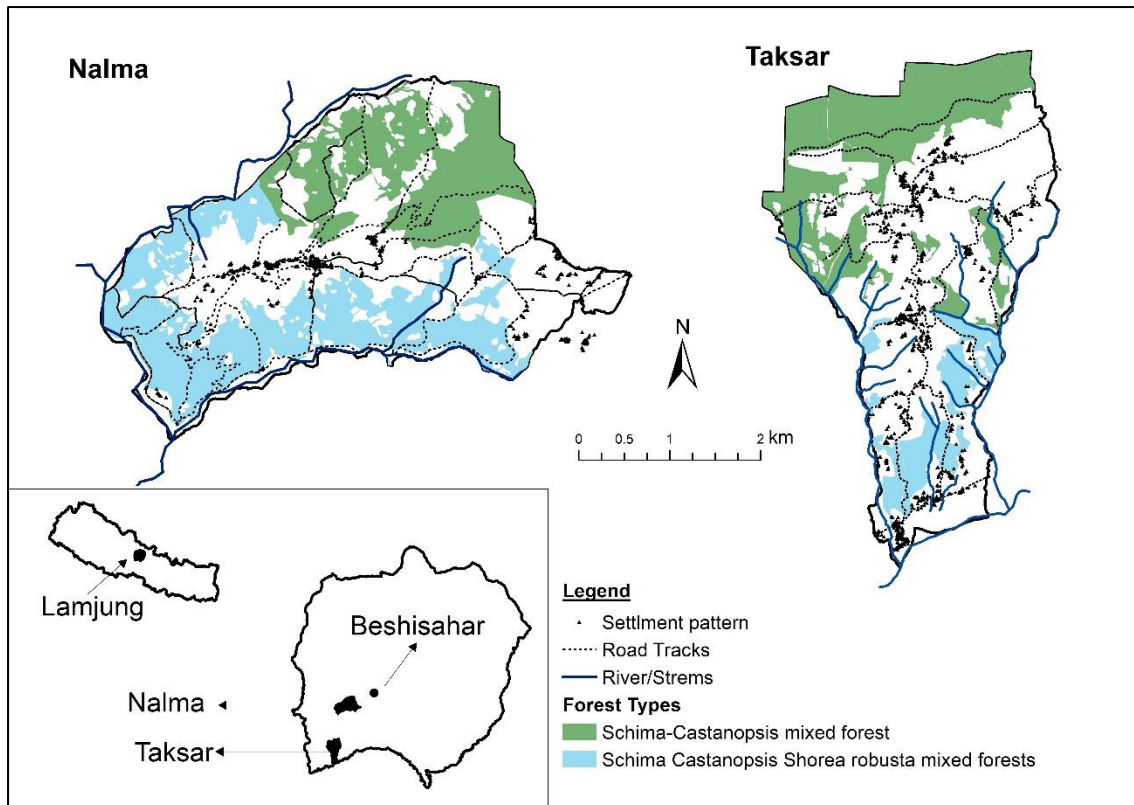 Nalma
Taksar
N
0 0.5 1 2 km
Lamjung
Beshisahar
Nalma
Taksar
Legend
Settlment pattern
Road Tracks
River/Strems
Forest Types
Schima-Castanopsis mixed forest
Schima Castanopsis Shorea robusta mixed forests